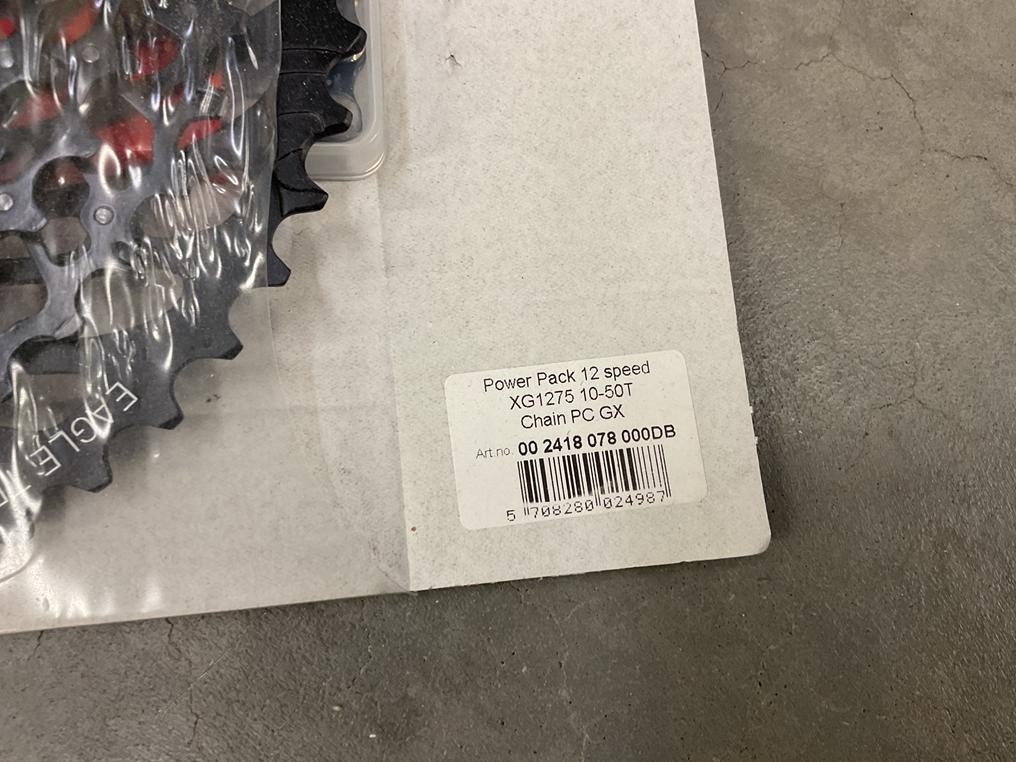 Power Pack 12 speed
XG1275 10-50T
Chain PC GX
Art.no. 00 2418 078 000DB
5 708280 024987
EAGLE